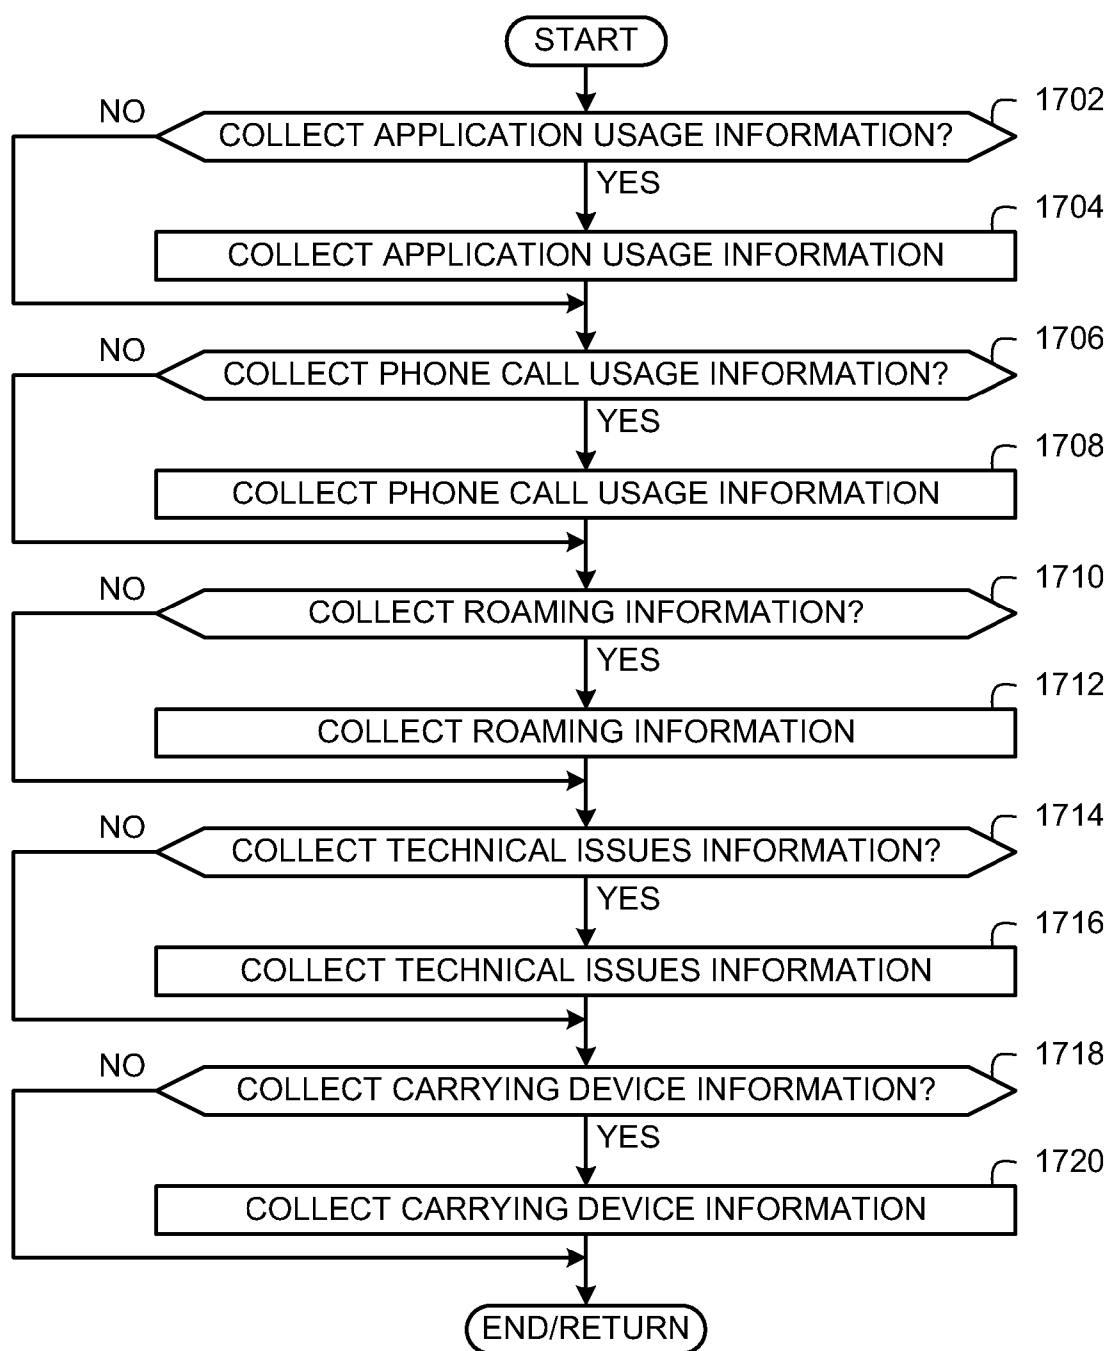 START
1702
NO
COLLECT APPLICATION USAGE INFORMATION?
YES
1704
COLLECT APPLICATION USAGE INFORMATION
1706
NO
COLLECT PHONE CALL USAGE INFORMATION?
YES
1708
COLLECT PHONE CALL USAGE INFORMATION
1710
NO
COLLECT ROAMING INFORMATION?
YES
1712
COLLECT ROAMING INFORMATION
1714
NO
COLLECT TECHNICAL ISSUES INFORMATION?
YES
1716
COLLECT TECHNICAL ISSUES INFORMATION
1718
NO
COLLECT CARRYING DEVICE INFORMATION?
YES
1720
COLLECT CARRYING DEVICE INFORMATION
END/RETURN